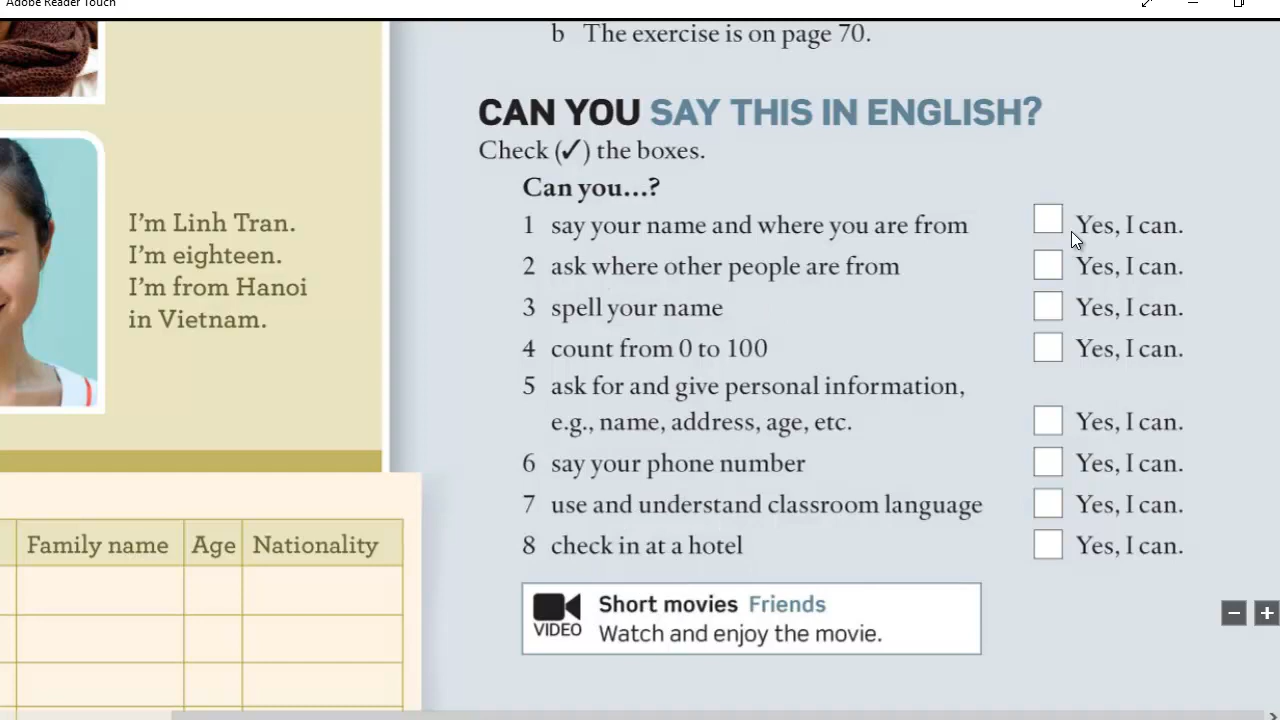 Adobe Reader Touch
b The exercise is on page 70.
CAN YOU SAY THIS IN ENGLISH?
Check (✓) the boxes.
Can you...?
1 say your name and where you are from Yes, I can.
2 ask where other people are from Yes, I can.
3 spell your name Yes, I can.
4 count from 0 to 100 Yes, I can.
5 ask for and give personal information,
e.g., name, address, age, etc. Yes, I can.
6 say your phone number Yes, I can.
7 use and understand classroom language Yes, I can.
8 check in at a hotel Yes, I can.
VIDEO
Short movies Friends
Watch and enjoy the movie.
I'm Linh Tran.
I'm eighteen.
I'm from Hanoi
in Vietnam.
Family name Age Nationality